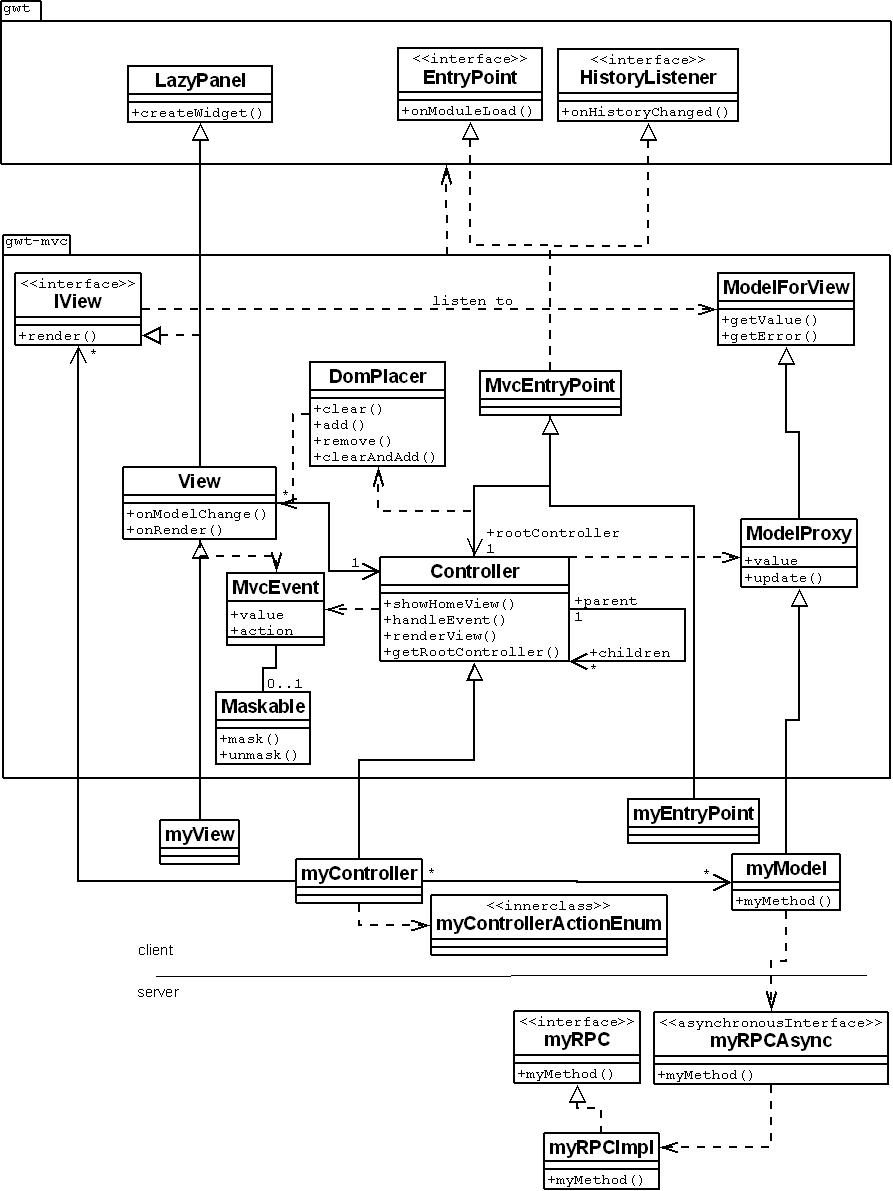 gwt
LazyPanel
+createWidget()
<<interface>>
EntryPoint
+onModuleLoad()
<<interface>>
HistoryListener
+onHistoryChanged()
gwt-mvc
<<interface>>
IView
+render()
*
listen to
ModelForView
+getValue()
+getError()
DomPlacer
+clear()
+add()
+remove()
+clearAndAdd()
MvcEntryPoint
View
+onModelChange()
+onRender()
*
1
+rootController
1
ModelProxy
+value
+update()
MvcEvent
+value
+action
Controller
+showHomeView()
+handleEvent()
+renderView()
+getRootController()
+parent
1
+children
*
0..1
Maskable
+mask()
+unmask()
myView
myEntryPoint
myController
*
*
myModel
+myMethod()
<<innerclass>>
myControllerActionEnum
client
server
<<interface>>
myRPC
+myMethod()
<<asynchronousInterface>>
myRPCAsync
+myMethod()
myRPCImpl
+myMethod()